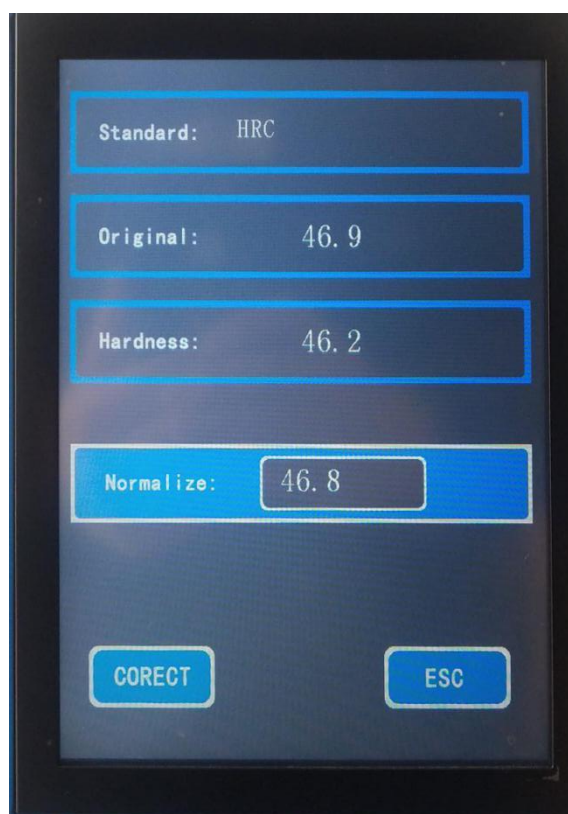 Standard: HRC
Original: 46.9
Hardness: 46.2
Normalize: 46.8
CORECT ESC